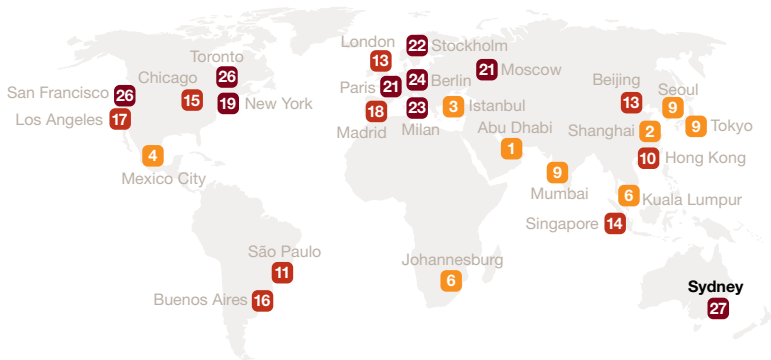 London
13
22 Stockholm
Toronto
26
Chicago
15
San Francisco 26
19 New York
Los Angeles 17
4
Mexico City
Paris 21
24 Berlin
21 Moscow
18
Madrid
23
Milan
3 Istanbul
Abu Dhabi
1
Beijing
13
Seoul
9
Shanghai 2
9 Tokyo
10 Hong Kong
9
Mumbai
6
Kuala Lumpur
Singapore 14
São Paulo
11
Buenos Aires 16
Johannesburg
6
Sydney
27